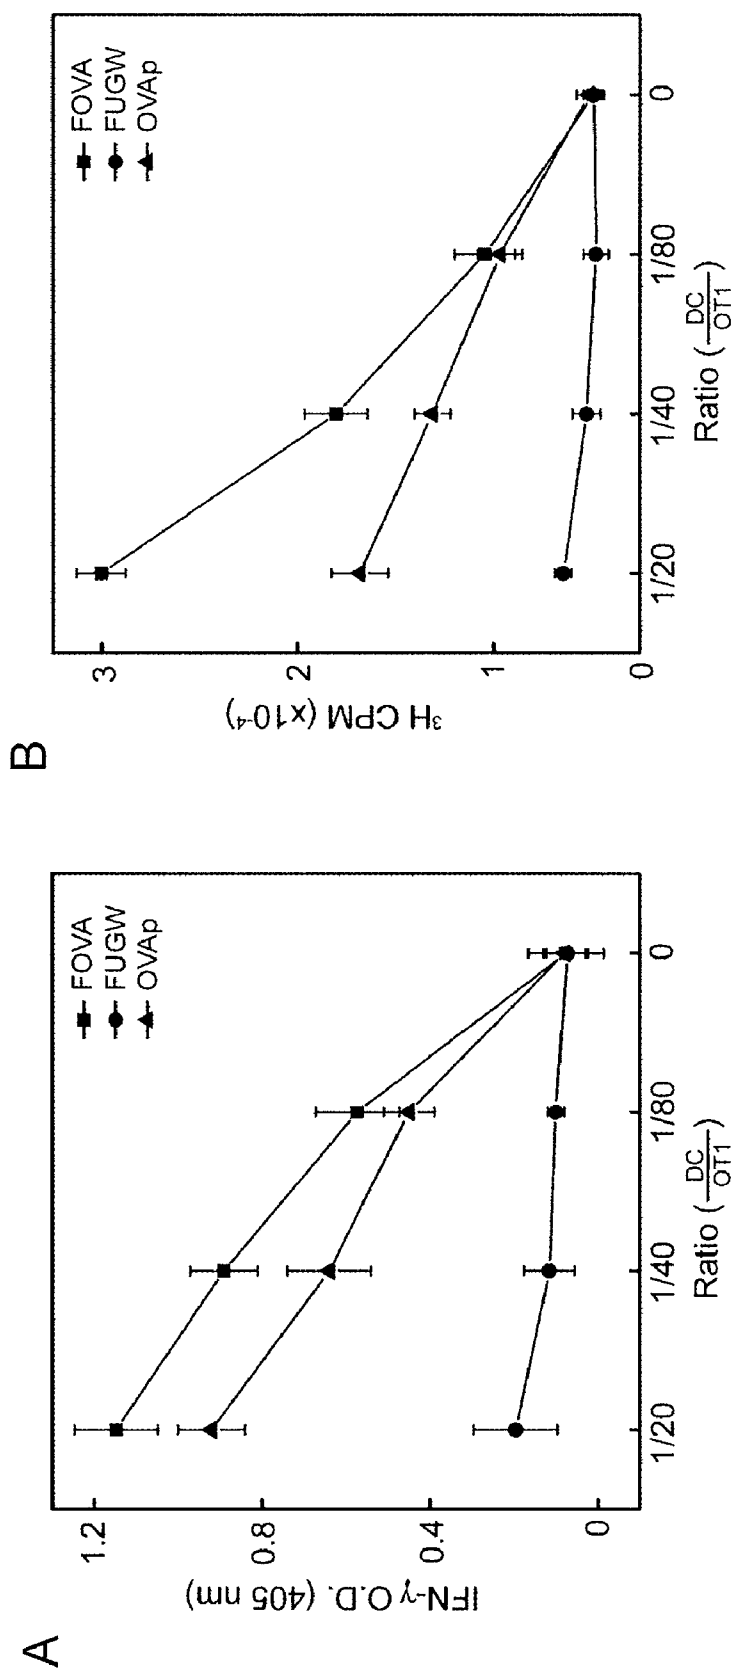 A
IFN-γ O.D. (405 nm)
1.2
0.8
0.4
0
1/20
1/40
1/80
0
Ratio (DC/OT1)
FOVA
FUGW
OVAp
B
³H CPM (x10⁻⁴)
3
2
1
0
1/20
1/40
1/80
0
Ratio (DC/OT1)
FOVA
FUGW
OVAp